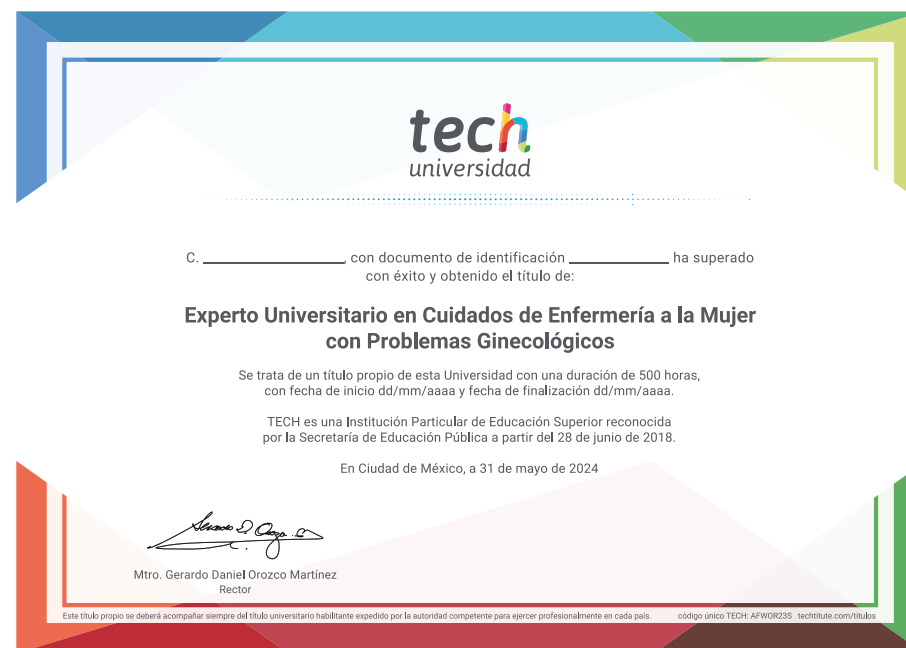 tech
universidad
C. ____________, con documento de identificación ____________ ha superado
con éxito y obtenido el título de:
Experto Universitario en Cuidados de Enfermería a la Mujer
con Problemas Ginecológicos
Se trata de un título propio de esta Universidad con una duración de 500 horas,
con fecha de inicio dd/mm/aaaa y fecha de finalización dd/mm/aaaa.
TECH es una Institución Particular de Educación Superior reconocida
por la Secretaría de Educación Pública a partir del 28 de junio de 2018.
En Ciudad de México, a 31 de mayo de 2024
Mtro. Gerardo Daniel Orozco Martínez
Rector
Este título propio se deberá acompañar siempre del título universitario habilitante expedido por la autoridad competente para ejercer profesionalmente en cada país. código único TECH: AFWOR23S techtitute.com/titulos